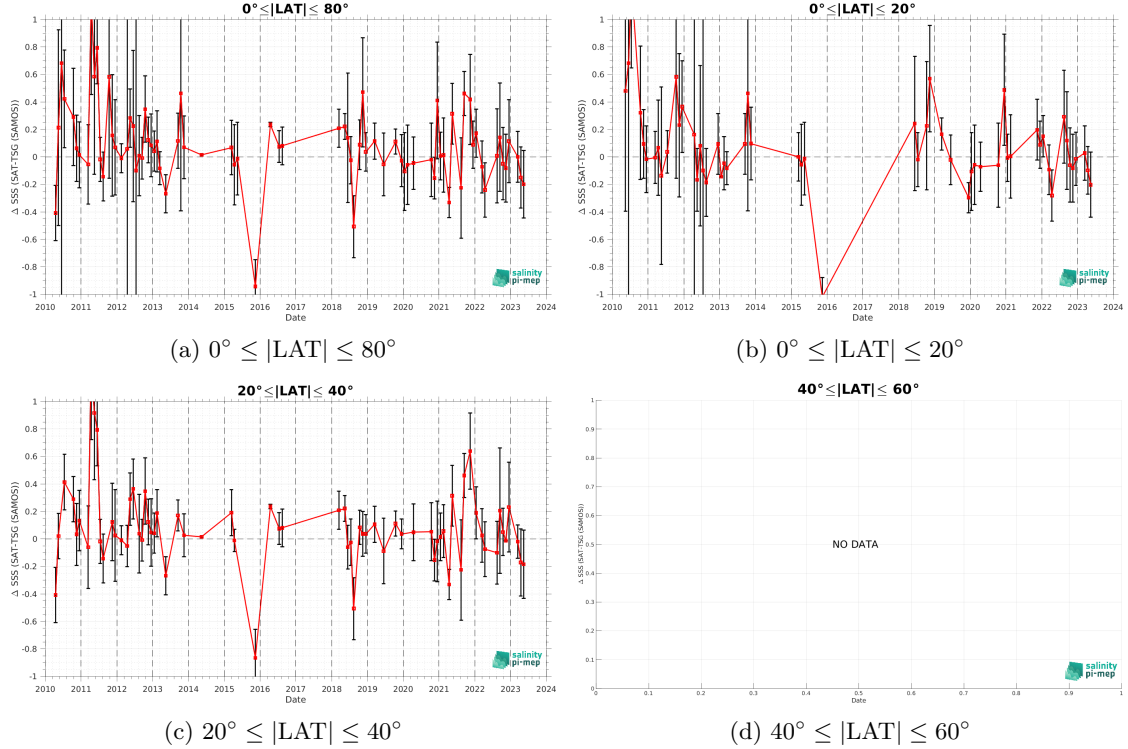 0°≤|LAT|≤ 80°
Δ SSS (SAT-TSG (SAMOS))
1
0.8
0.6
0.4
0.2
0
-0.2
-0.4
-0.6
-0.8
-1
2010 2011 2012 2013 2014 2015 2016 2017 2018 2019 2020 2021 2022 2023 2024
Date
salinity
pi-mep
(a) 0° ≤ |LAT| ≤ 80°
0°≤|LAT|≤ 20°
Δ SSS (SAT-TSG (SAMOS))
1
0.8
0.6
0.4
0.2
0
-0.2
-0.4
-0.6
-0.8
-1
2010 2011 2012 2013 2014 2015 2016 2017 2018 2019 2020 2021 2022 2023 2024
Date
salinity
pi-mep
(b) 0° ≤ |LAT| ≤ 20°
20°≤|LAT|≤ 40°
Δ SSS (SAT-TSG (SAMOS))
1
0.8
0.6
0.4
0.2
0
-0.2
-0.4
-0.6
-0.8
-1
2010 2011 2012 2013 2014 2015 2016 2017 2018 2019 2020 2021 2022 2023 2024
Date
salinity
pi-mep
(c) 20° ≤ |LAT| ≤ 40°
40°≤|LAT|≤ 60°
Δ SSS (SAT-TSG (SAMOS))
1
0.9
0.8
0.7
0.6
0.5
0.4
0.3
0.2
0.1
0
NO DATA
0 0.1 0.2 0.3 0.4 0.5 0.6 0.7 0.8 0.9 1
Date
salinity
pi-mep
(d) 40° ≤ |LAT| ≤ 60°